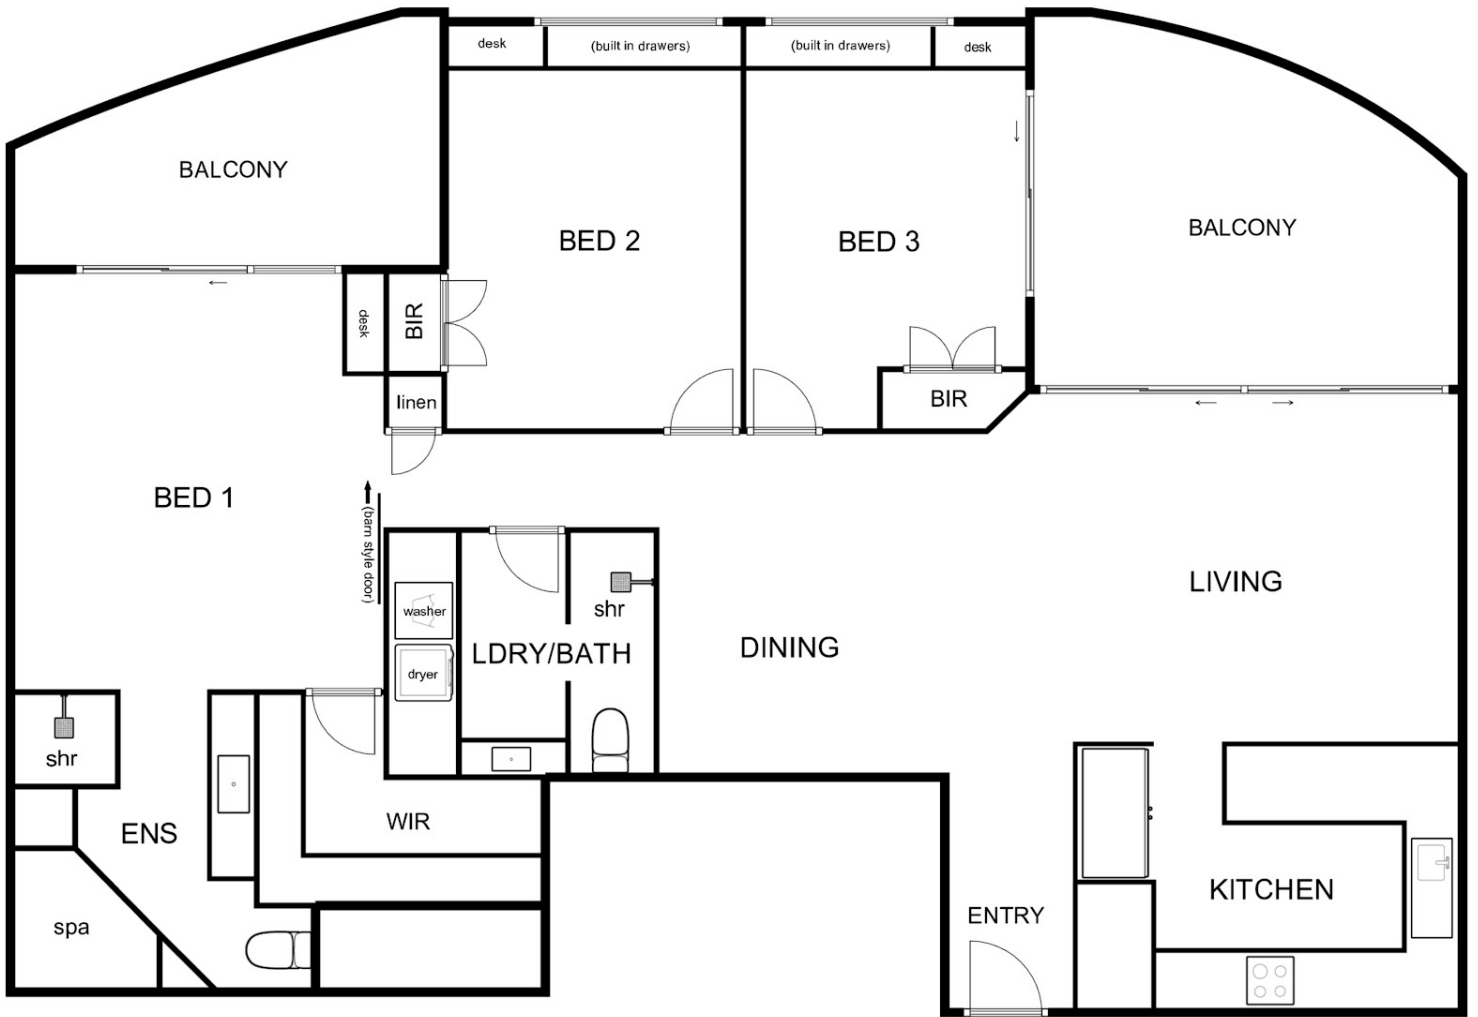 desk
(built in drawers)
(built in drawers)
desk
BALCONY
BED 2
BED 3
BALCONY
desk
BIR
linen
BIR
BED 1
(barn style door)
washer
shr
LIVING
LDRY/BATH
DINING
dryer
shr
WIR
ENS
KITCHEN
ENTRY
spa